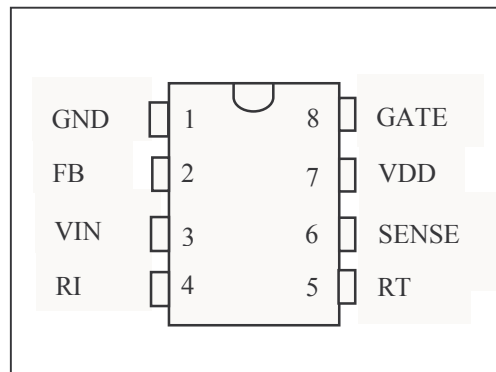 GND 1 8 GATE
FB 2 7 VDD
VIN 3 6 SENSE
RI 4 5 RT